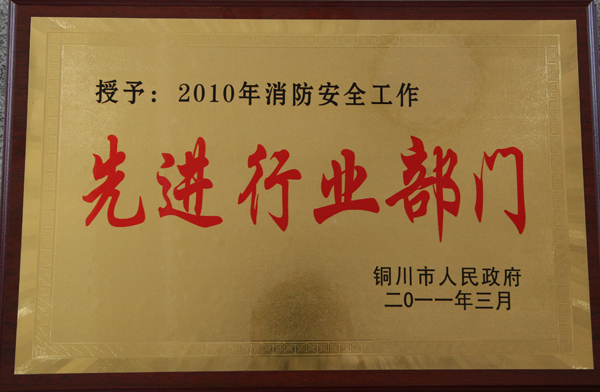 授予：2010年消防安全工作
先进行业部门
铜川市人民政府
二0一一年三月